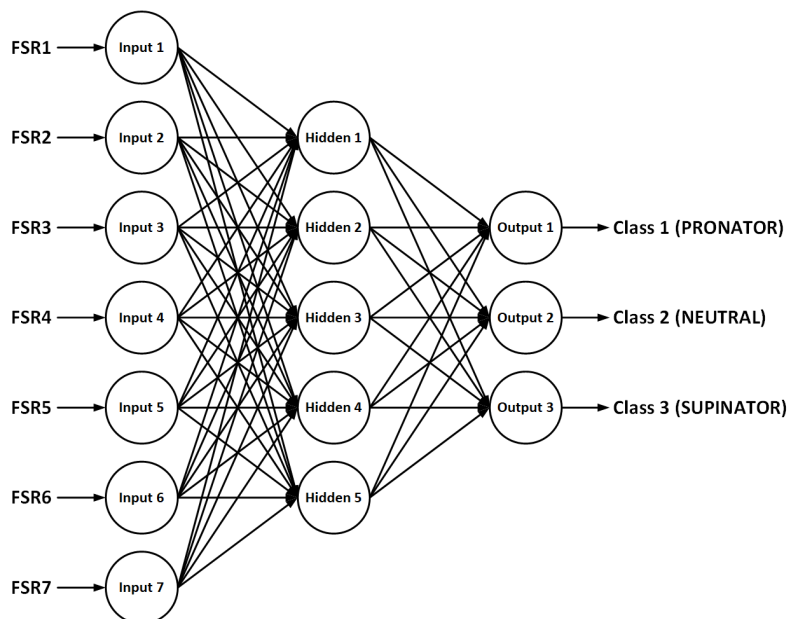 FSR1
Input 1
FSR2
Input 2
Hidden 1
FSR3
Input 3
Hidden 2
Output 1
Class 1 (PRONATOR)
FSR4
Input 4
Hidden 3
Output 2
Class 2 (NEUTRAL)
FSR5
Input 5
Hidden 4
Output 3
Class 3 (SUPINATOR)
FSR6
Input 6
Hidden 5
FSR7
Input 7